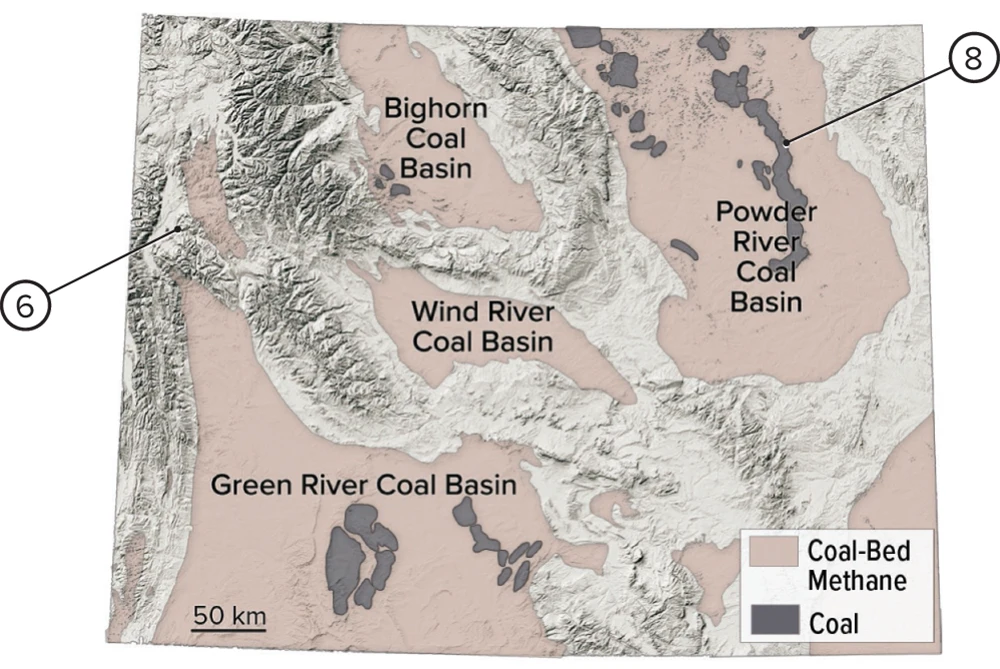 8
Bighorn
Coal
Basin
Powder
River
Coal
Basin
6
Wind River
Coal Basin
Green River Coal Basin
50 km
Coal-Bed
Methane
Coal